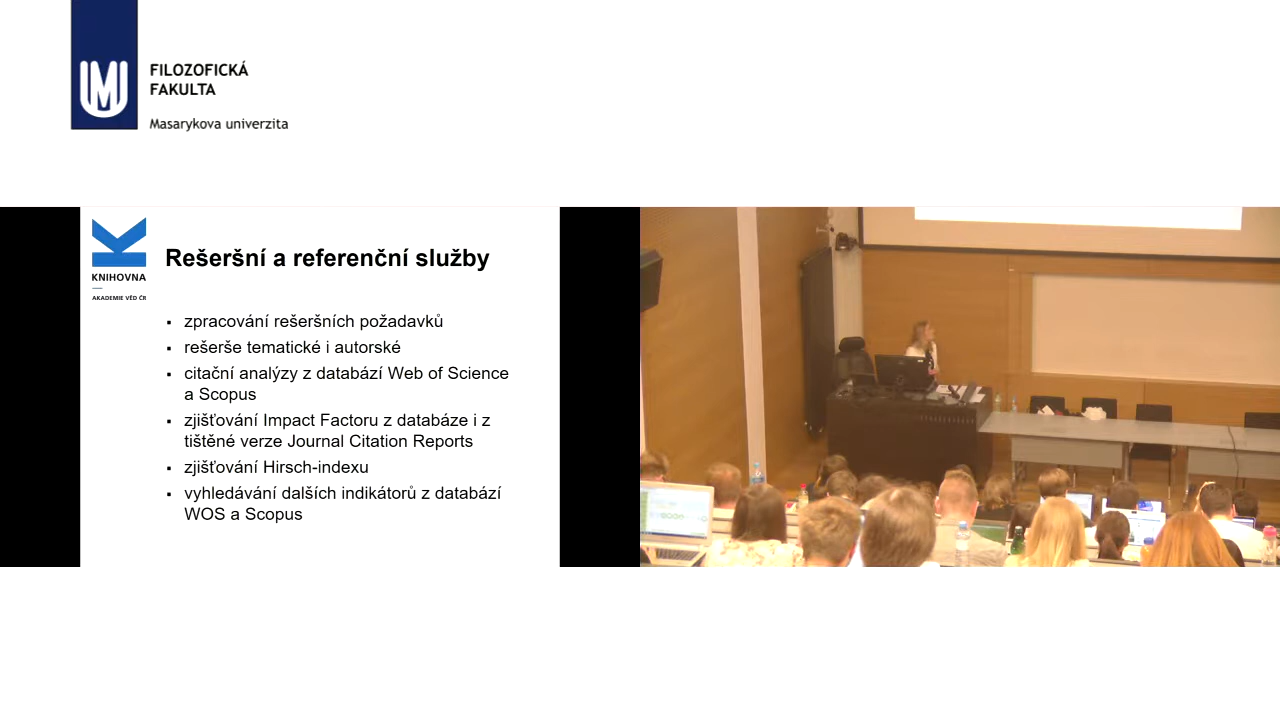 FILOZOFICKÁ
FAKULTA
Masarykova univerzita
KNIHOVNA
AKADEMIE VĚD ČR
Rešeršní a referenční služby
▪ zpracování rešeršních požadavků
▪ rešerše tematické i autorské
▪ citační analýzy z databází Web of Science
a Scopus
▪ zjišťování Impact Factoru z databáze i z
tištěné verze Journal Citation Reports
▪ zjišťování Hirsch-indexu
▪ vyhledávání dalších indikátorů z databází
WOS a Scopus